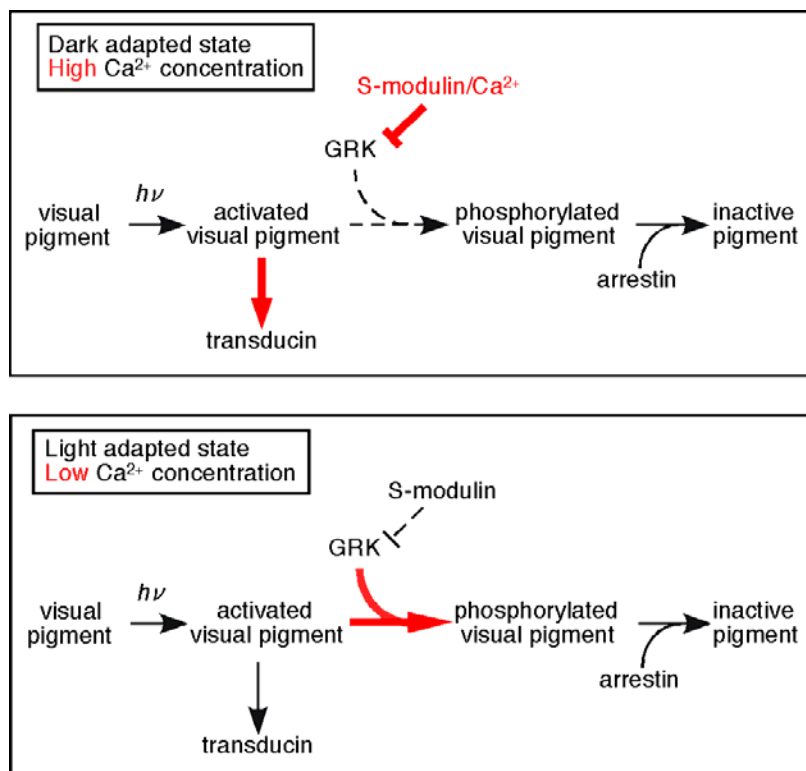 Dark adapted state
High Ca²⁺ concentration
S-modulin/Ca²⁺
GRK
hν
visual
pigment
activated
visual pigment
phosphorylated
visual pigment
inactive
pigment
arrestin
transducin
Light adapted state
Low Ca²⁺ concentration
S-modulin
GRK
hν
visual
pigment
activated
visual pigment
phosphorylated
visual pigment
inactive
pigment
arrestin
transducin